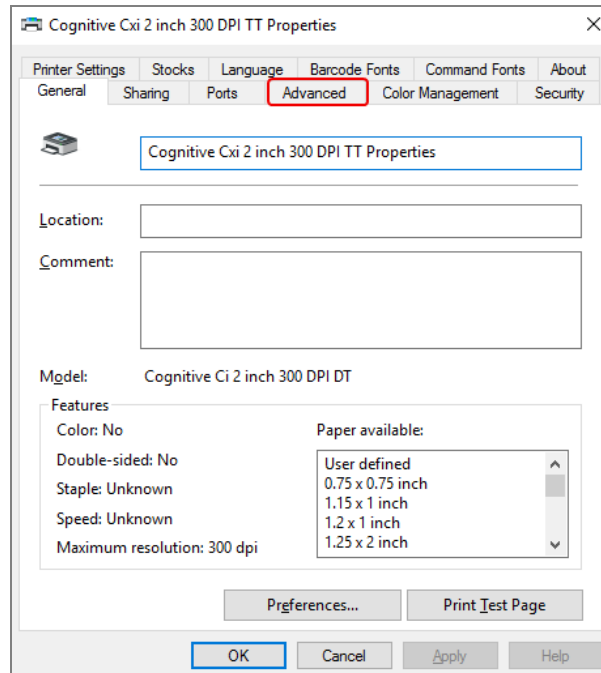 Cognitive Cxi 2 inch 300 DPI TT Properties
Printer Settings Stocks Language Barcode Fonts Command Fonts About
General Sharing Ports Advanced Color Management Security
Cognitive Cxi 2 inch 300 DPI TT Properties
Location:
Comment:
Model: Cognitive Ci 2 inch 300 DPI DT
Features
Color: No Paper available:
Double-sided: No User defined
Staple: Unknown 0.75 x 0.75 inch
1.15 x 1 inch
Speed: Unknown 1.2 x 1 inch
Maximum resolution: 300 dpi 1.25 x 2 inch
Preferences... Print Test Page
OK Cancel Apply Help